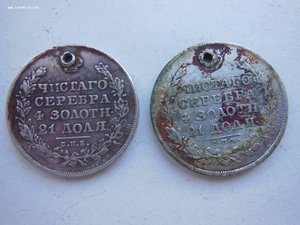 ЧИСТАГО
СЕРЕБРА
4 ЗОЛОТН.
21 ДОЛЯ
С.П.Б.
ЧИСТАГО
СЕРЕБРА
4 ЗОЛОТН.
21 ДОЛЯ.